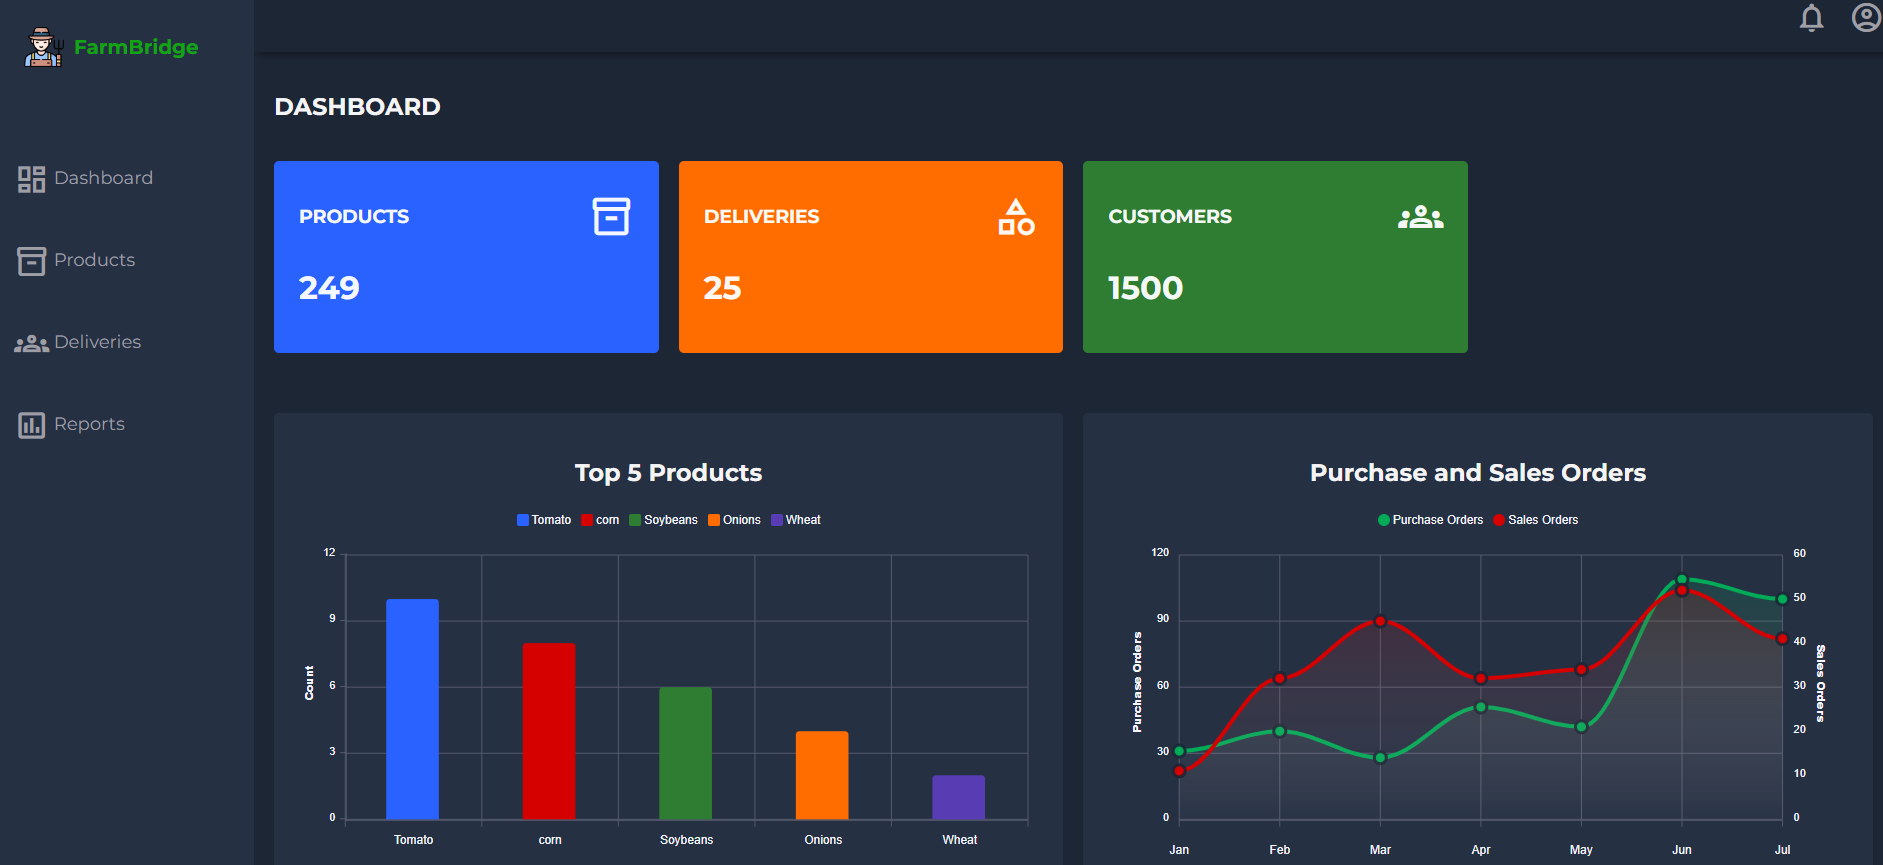 FarmBridge
Dashboard
Products
Deliveries
Reports
DASHBOARD
PRODUCTS
249
DELIVERIES
25
CUSTOMERS
1500
Top 5 Products
Tomato corn Soybeans Onions Wheat
Count
12
9
6
3
0
Tomato corn Soybeans Onions Wheat
Purchase and Sales Orders
Purchase Orders Sales Orders
Purchase Orders
120
90
60
30
0
60
50
40
30
20
10
0
Sales Orders
Jan Feb Mar Apr May Jun Jul